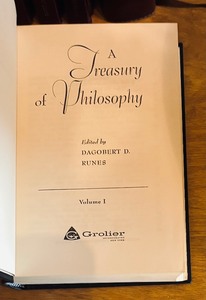 A
Treasury
of Philosophy
Edited by
DAGOBERT D.
RUNES
Volume I
Grolier